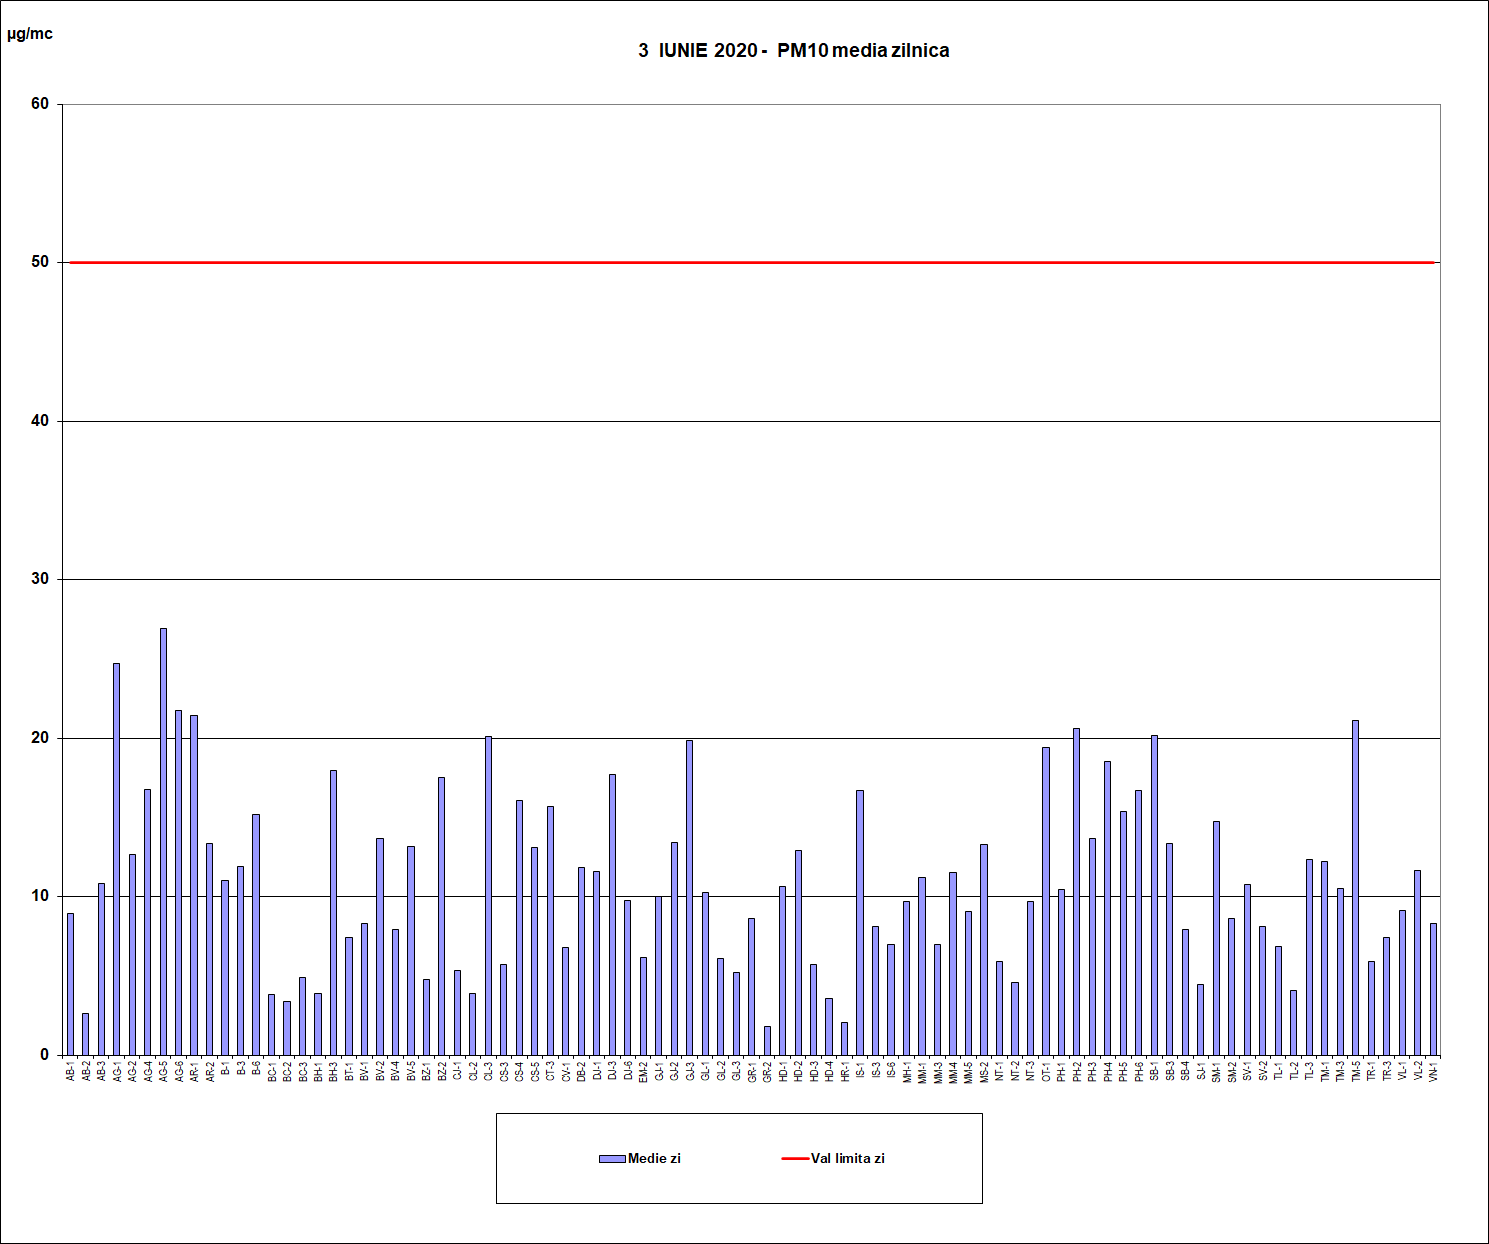 µg/mc
3 IUNIE 2020 - PM10 media zilnica
60
50
40
30
20
10
0
AB-1 AB-2 AB-3 AG-1 AG-2 AG-4 AG-5 AG-6 AR-1 AR-2 B-1 B-3 B-6 BC-1 BC-2 BC-3 BH-1 BH-3 BT-1 BV-1 BV-2 BV-4 BV-5 BZ-1 BZ-2 CJ-1 CL-2 CL-3 CS-3 CS-4 CS-5 CT-3 CV-1 DB-2 DJ-1 DJ-3 DJ-6 EM-2 GJ-1 GJ-2 GJ-3 GL-1 GL-2 GL-3 GR-1 GR-2 HD-1 HD-2 HD-3 HD-4 HR-1 IS-1 IS-3 IS-6 MH-1 MM-1 MM-3 MM-4 MM-5 MS-2 NT-1 NT-2 NT-3 OT-1 PH-1 PH-2 PH-3 PH-4 PH-5 PH-6 SB-1 SB-3 SB-4 SJ-1 SM-1 SM-2 SV-1 SV-2 TL-1 TL-2 TL-3 TM-1 TM-3 TM-5 TR-1 TR-3 VL-1 VL-2 VN-1
Medie zi
Val limita zi